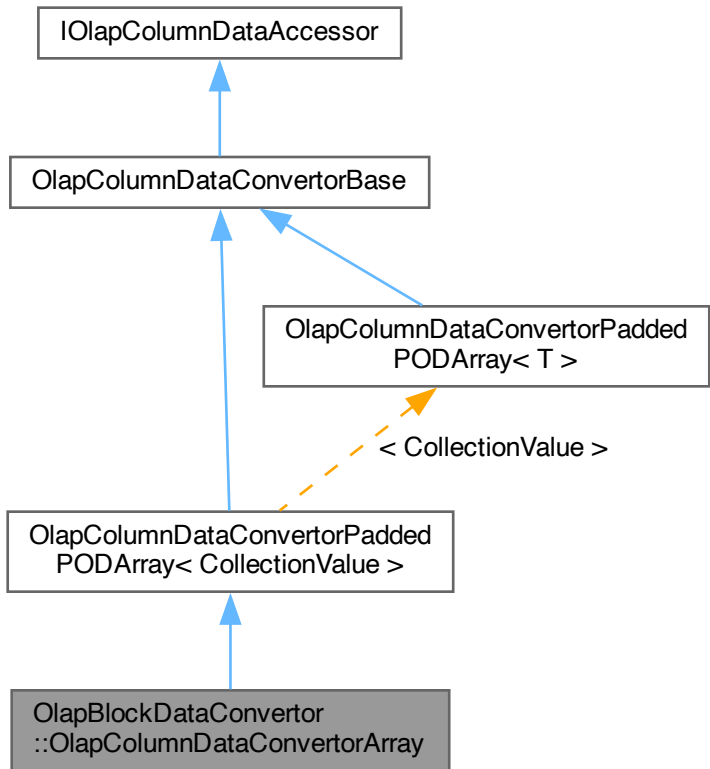 IOlapColumnDataAccessor
OlapColumnDataConvertorBase
OlapColumnDataConvertorPadded
PODArray< T >
< CollectionValue >
OlapColumnDataConvertorPadded
PODArray< CollectionValue >
OlapBlockDataConvertor
::OlapColumnDataConvertorArray